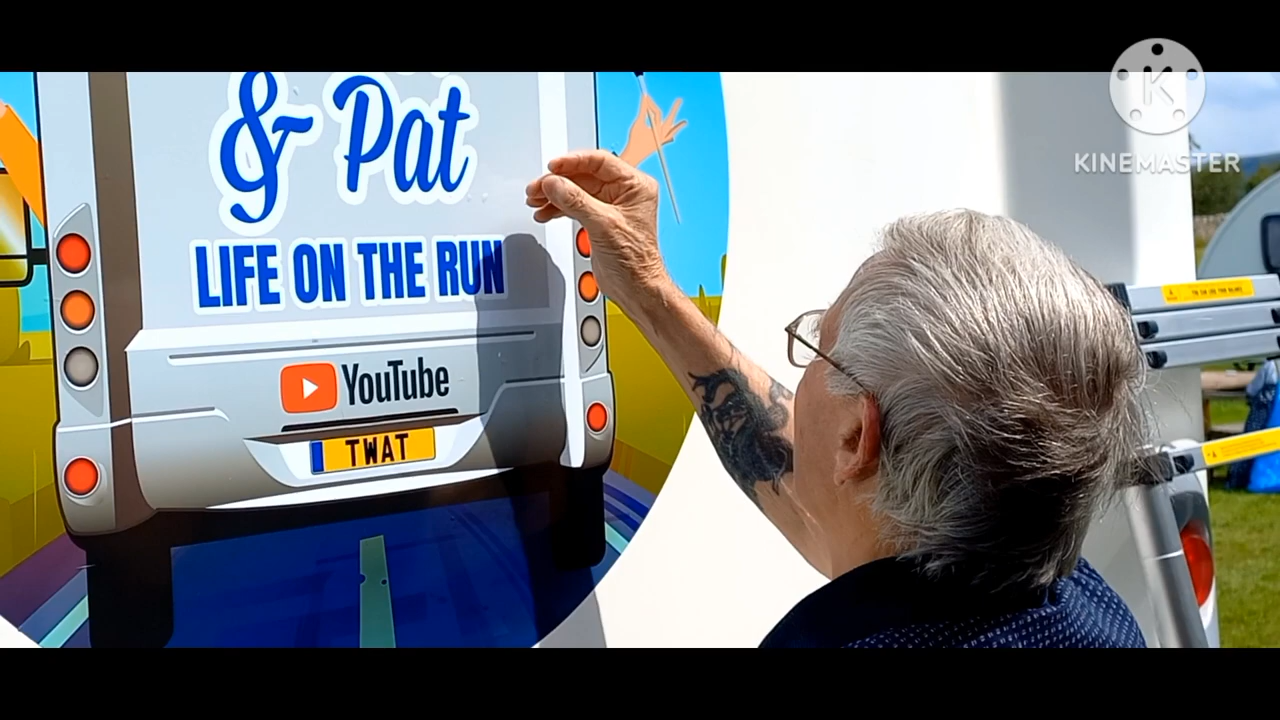 & Pat
LIFE ON THE RUN
YouTube
TWAT
K
KINEMASTER